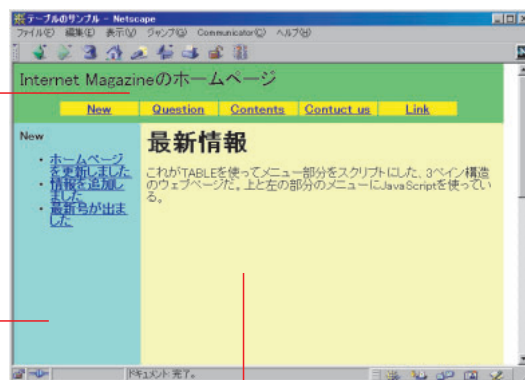 テーブルのサンプル - Netscape
ファイル(F) 編集(E) 表示(V) ジャンプ(G) Communicator(C) ヘルプ(H)
Internet Magazineのホームページ
New Question Contents Contuct us Link
New
・ ホームページ
を更新しました
・ 情報を追加し
ました
・ 最新号が出ま
した
最新情報
これがTABLEを使ってメニュー部分をスクリプトにした、3ペイン構造
のウェブページだ。上と左の部分のメニューにJavaScriptを使ってい
る。
ドキュメント: 完了。